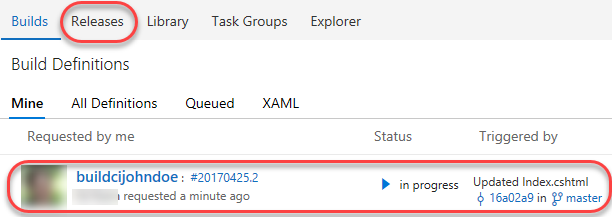 Builds Releases Library Task Groups Explorer
Build Definitions
Mine All Definitions Queued XAML
Requested by me Status Triggered by
buildcijohndoe : #20170425.2 in progress Updated Index.cshtml
requested a minute ago 16a02a9 in master